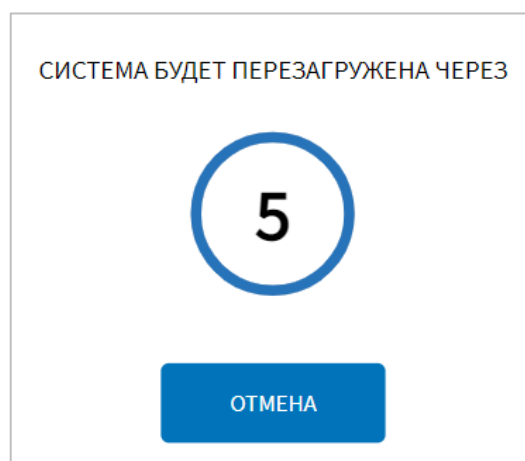 СИСТЕМА БУДЕТ ПЕРЕЗАГРУЖЕНА ЧЕРЕЗ
5
ОТМЕНА